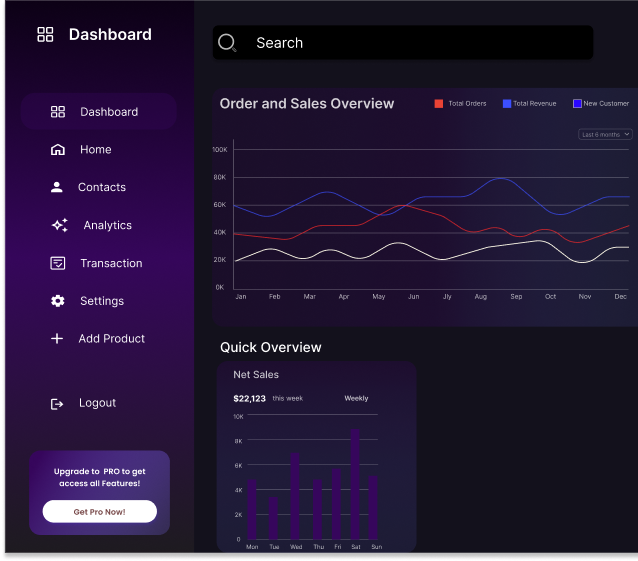 Dashboard
Search
Dashboard
Home
Contacts
Analytics
Transaction
Settings
Add Product
Logout
Upgrade to PRO to get
access all Features!
Get Pro Now!
Order and Sales Overview
Total Orders
Total Revenue
New Customer
Last 6 months
100K
80K
60K
40K
20K
0K
Jan Feb Mar Apr May Jun Jly Aug Sep Oct Nov Dec
Quick Overview
Net Sales
$22,123 this week Weekly
10K
8K
6K
4K
2K
0
Mon Tue Wed Thu Fri Sat Sun